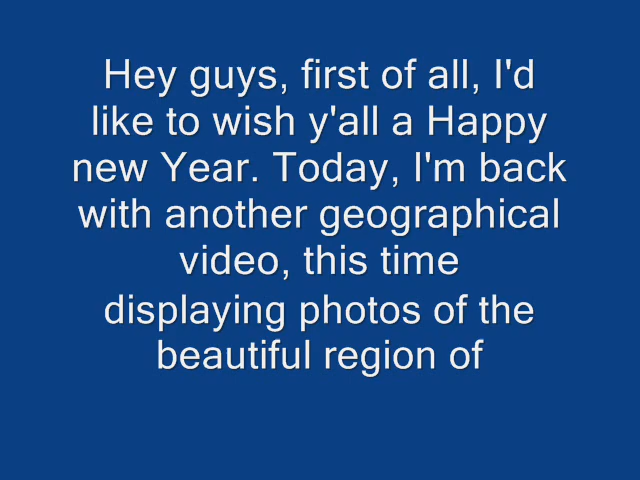 Hey guys, first of all, I'd
like to wish y'all a Happy
new Year. Today, I'm back
with another geographical
video, this time
displaying photos of the
beautiful region of